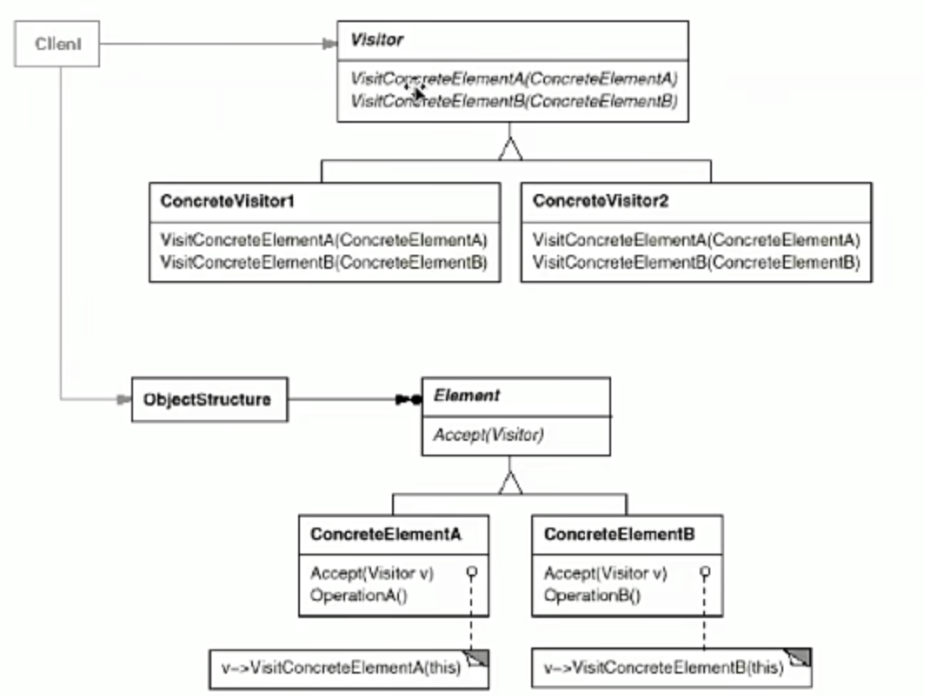 Client
Visitor
VisitConcreteElementA(ConcreteElementA)
VisitConcreteElementB(ConcreteElementB)
ConcreteVisitor1
VisitConcreteElementA(ConcreteElementA)
VisitConcreteElementB(ConcreteElementB)
ConcreteVisitor2
VisitConcreteElementA(ConcreteElementA)
VisitConcreteElementB(ConcreteElementB)
ObjectStructure
Element
Accept(Visitor)
ConcreteElementA
Accept(Visitor v)
OperationA()
ConcreteElementB
Accept(Visitor v)
OperationB()
v->VisitConcreteElementA(this)
v->VisitConcreteElementB(this)